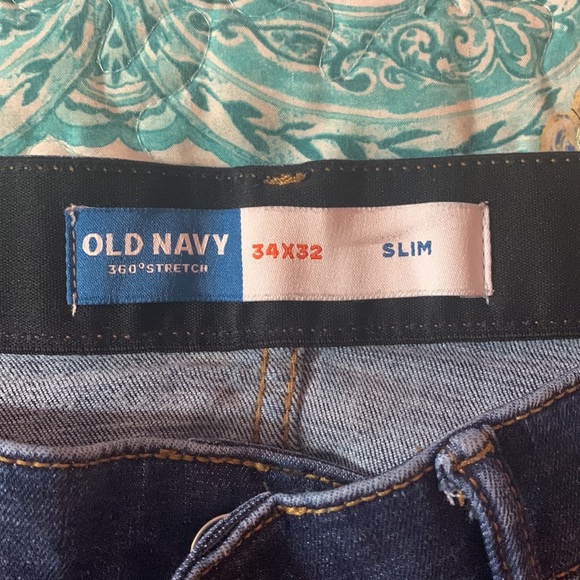 OLD NAVY
360° STRETCH
34X32
SLIM